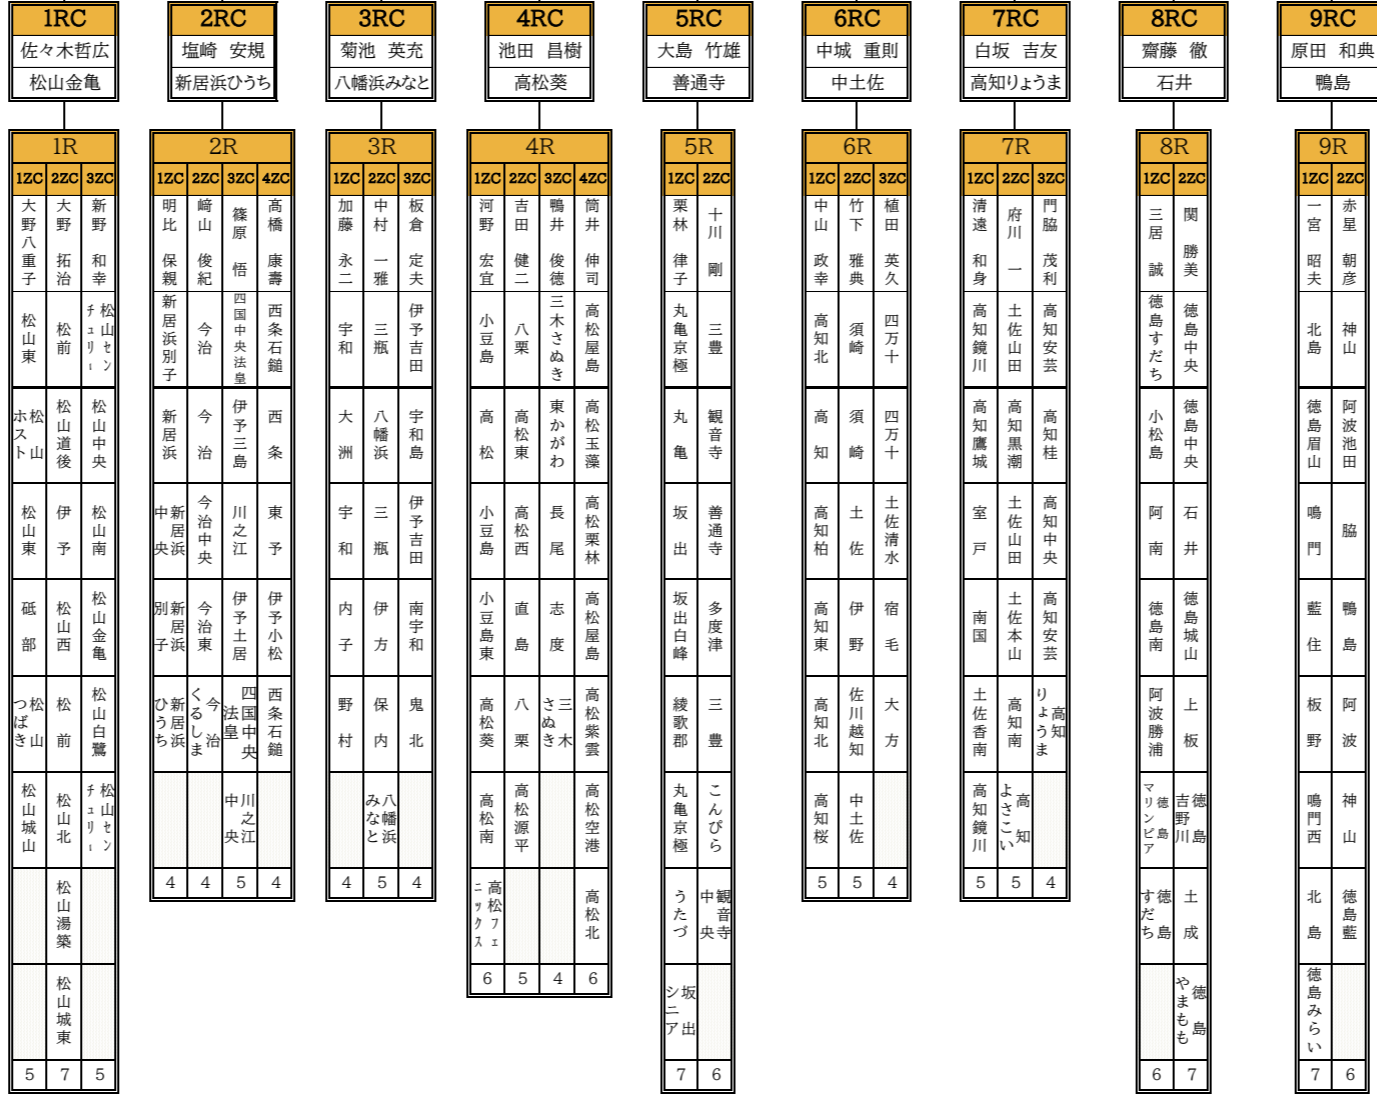 1RC 2RC 3RC 4RC 5RC 6RC 7RC 8RC 9RC
佐々木哲広 塩崎 安規 菊池 英充 池田 昌樹 大島 竹雄 中城 重則 白坂 吉友 齋藤 徹 原田 和典
松山金亀 新居浜ひうち 八幡浜みなと 高松葵 善通寺 中土佐 高知りょうま 石井 鴨島
1R 2R 3R 4R 5R 6R 7R 8R 9R
1ZC 2ZC 3ZC 1ZC 2ZC 3ZC 4ZC 1ZC 2ZC 3ZC 1ZC 2ZC 3ZC 4ZC 1ZC 2ZC 1ZC 2ZC 3ZC 1ZC 2ZC 3ZC 1ZC 2ZC 1ZC 2ZC
大野八重子 大野 拓治 新野 和幸 明比 保親 﨑山 俊紀 篠原 悟 髙橋 康壽 加藤 永二 中村 一雅 板倉 定夫 河野 宏宜 吉田 健二 鴨井 俊徳 筒井 伸司 栗林 律子 十川 剛 中山 政幸 竹下 雅典 植田 英久 清遠 和身 府川 一 門脇 茂利 三居 誠 関 勝美 一宮 昭夫 赤星 朝彦
松山東 松前 松山センチュリー 新居浜別子 今治 四国中央法皇 西条石鎚 宇和 三瓶 伊予吉田 小豆島 八栗 三木さぬき 高松屋島 丸亀京極 三豊 高知北 須崎 四万十 高知鏡川 土佐山田 高知安芸 徳島すだち 徳島中央 北島 神山
松山ホスト 松山道後 松山中央 新居浜 今治 伊予三島 西条 大洲 八幡浜 宇和島 高松 高松東 東かがわ 高松玉藻 丸亀 観音寺 高知 須崎 四万十 高知鷹城 高知黒潮 高知桂 小松島 徳島中央 徳島眉山 阿波池田
松山東 伊予 松山南 新居浜中央 今治中央 川之江 東予 宇和 三瓶 伊予吉田 小豆島 高松西 長尾 高松栗林 坂出 善通寺 高知柏 土佐 土佐清水 室戸 土佐山田 高知中央 阿南 石井 鳴門 脇
砥部 松山西 松山金亀 新居浜別子 今治東 伊予土居 伊予小松 内子 伊方 南宇和 小豆島東 直島 志度 高松屋島 坂出白峰 多度津 高知東 伊野 宿毛 南国 土佐本山 高知安芸 徳島南 徳島城山 藍住 鴨島
松山つばき 松前 松山白鷺 新居浜ひうち 今治くるしま 四国中央法皇 西条石鎚 野村 保内 鬼北 高松葵 八栗 三木さぬき 高松紫雲 綾歌郡 三豊 高知北 佐川越知 大方 土佐香南 高知南 高知りょうま 阿波勝浦 上板 板野 阿波
松山城山 松山北 松山センチュリー 川之江中央 八幡浜みなと 高松南 高松源平 高松空港 丸亀京極 こんぴら 高知桜 中土佐 高知鏡川 高知よさこい 徳島マリンピア 徳島吉野川 鳴門西 神山
4 4 5 4 4 5 4 5 5 4 5 5 4
松山湯築 高松フェニックス 高松北 うたづ 観音寺中央 徳島すだち 土成 北島 徳島藍
6 5 4 6
松山城東 坂出シニア 徳島やまもも 徳島みらい
5 7 5 7 6 6 7 7 6